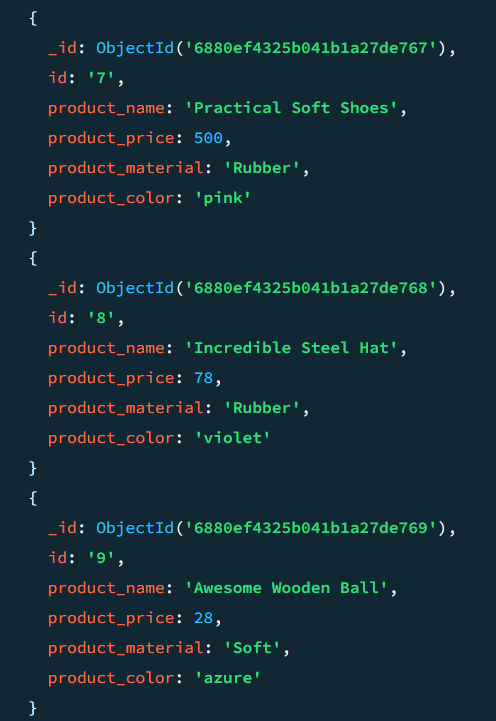 {
_id: ObjectId('6880ef4325b041b1a27de767'),
id: '7',
product_name: 'Practical Soft Shoes',
product_price: 500,
product_material: 'Rubber',
product_color: 'pink'
}
{
_id: ObjectId('6880ef4325b041b1a27de768'),
id: '8',
product_name: 'Incredible Steel Hat',
product_price: 78,
product_material: 'Rubber',
product_color: 'violet'
}
{
_id: ObjectId('6880ef4325b041b1a27de769'),
id: '9',
product_name: 'Awesome Wooden Ball',
product_price: 28,
product_material: 'Soft',
product_color: 'azure'
}